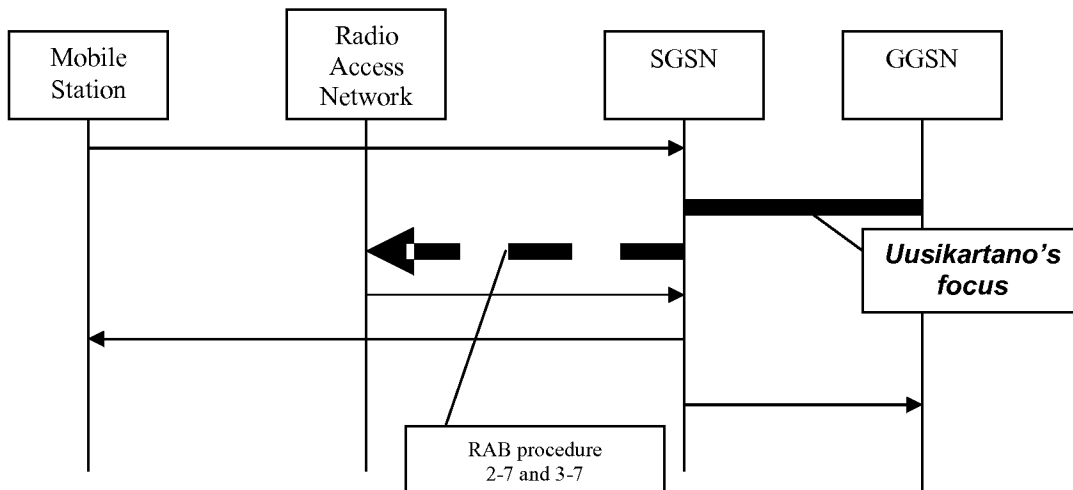 Mobile
Station
Radio
Access
Network
SGSN
GGSN
Uusikartano's
focus
RAB procedure
2-7 and 3-7